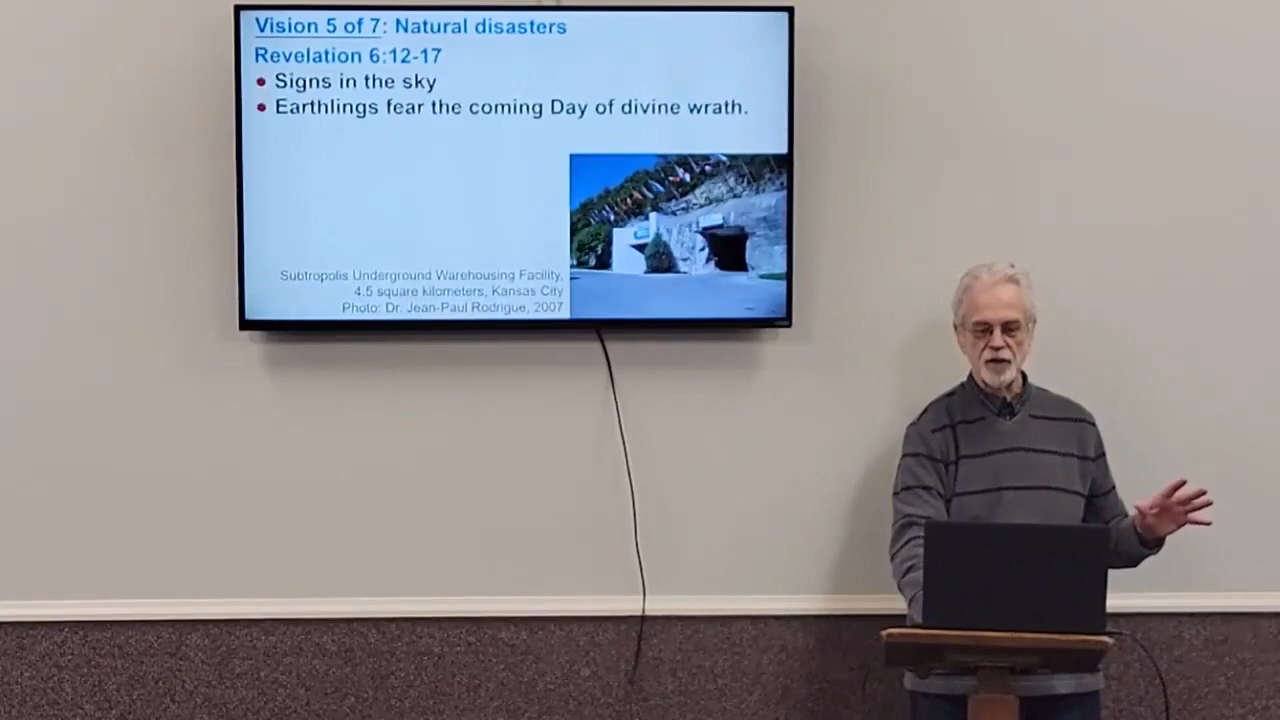 Vision 5 of 7: Natural disasters
Revelation 6:12-17
• Signs in the sky
• Earthlings fear the coming Day of divine wrath.
Subtropolis Underground Warehousing Facility,
4.5 square kilometers, Kansas City
Photo: Dr. Jean-Paul Rodrigue, 2007